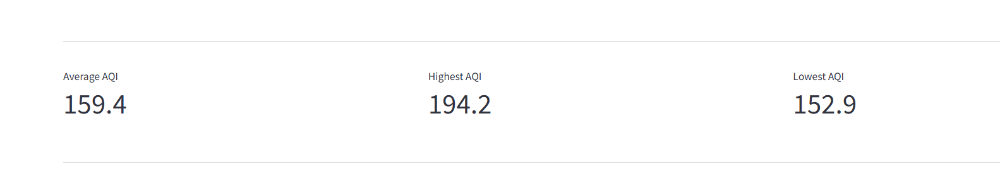 Average AQI
159.4
Highest AQI
194.2
Lowest AQI
152.9